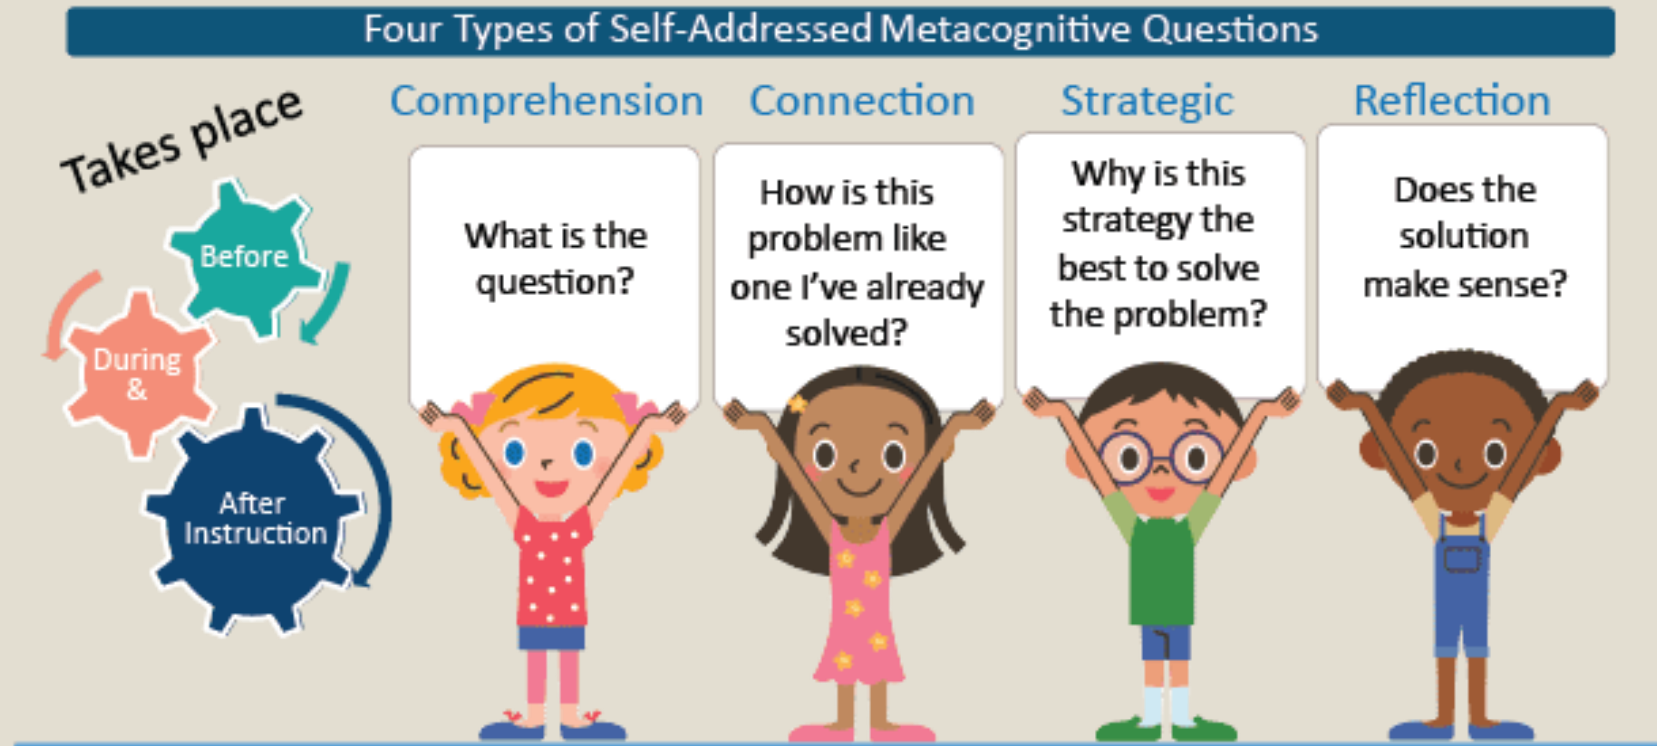 Four Types of Self-Addressed Metacognitive Questions
Takes place
Before
During
&
After
Instruction
Comprehension
What is the
question?
Connection
How is this
problem like
one I've already
solved?
Strategic
Why is this
strategy the
best to solve
the problem?
Reflection
Does the
solution
make sense?